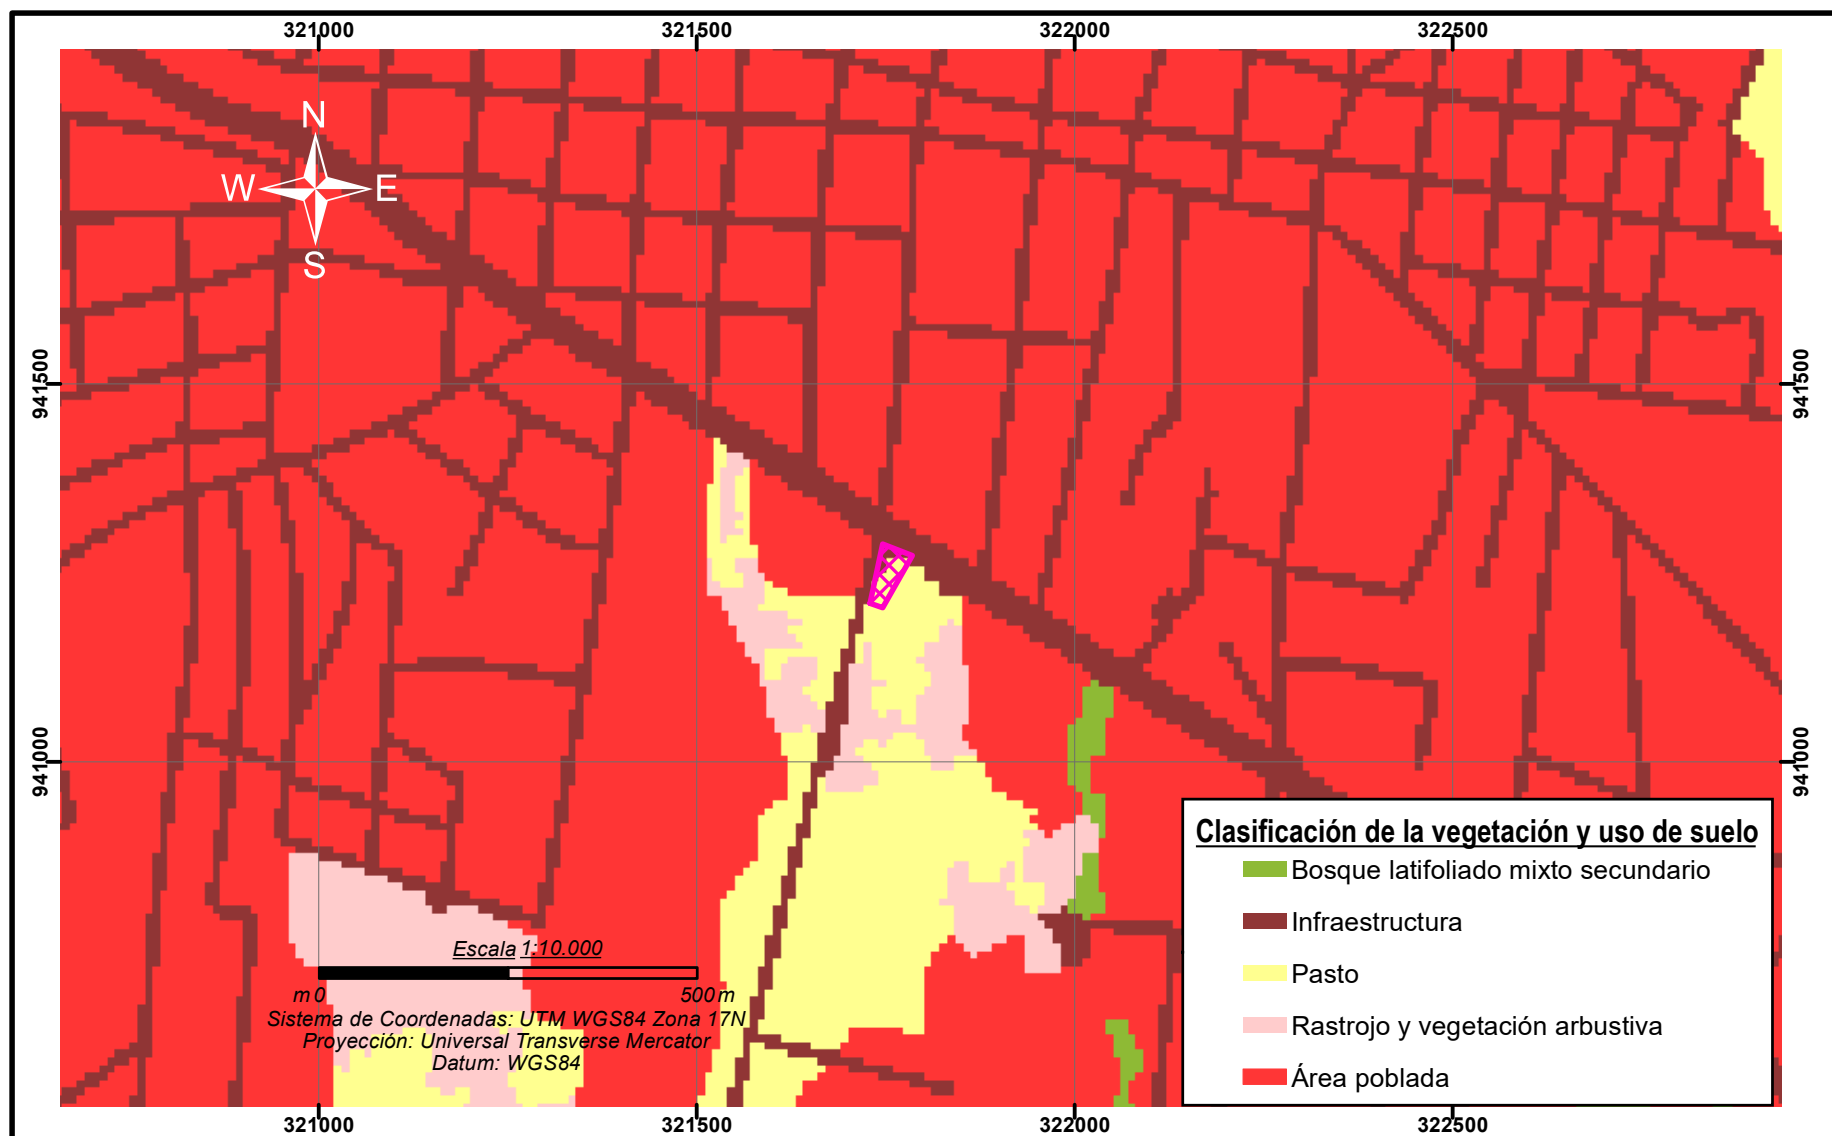 321000 321500 322000 322500
N
W E
S
941500 941500
941000 941000
Clasificación de la vegetación y uso de suelo
Bosque latifoliado mixto secundario
Infraestructura
Pasto
Rastrojo y vegetación arbustiva
Área poblada
Escala 1:10.000
m 0 500 m
Sistema de Coordenadas: UTM WGS84 Zona 17N
Proyección: Universal Transverse Mercator
Datum: WGS84
321000 321500 322000 322500